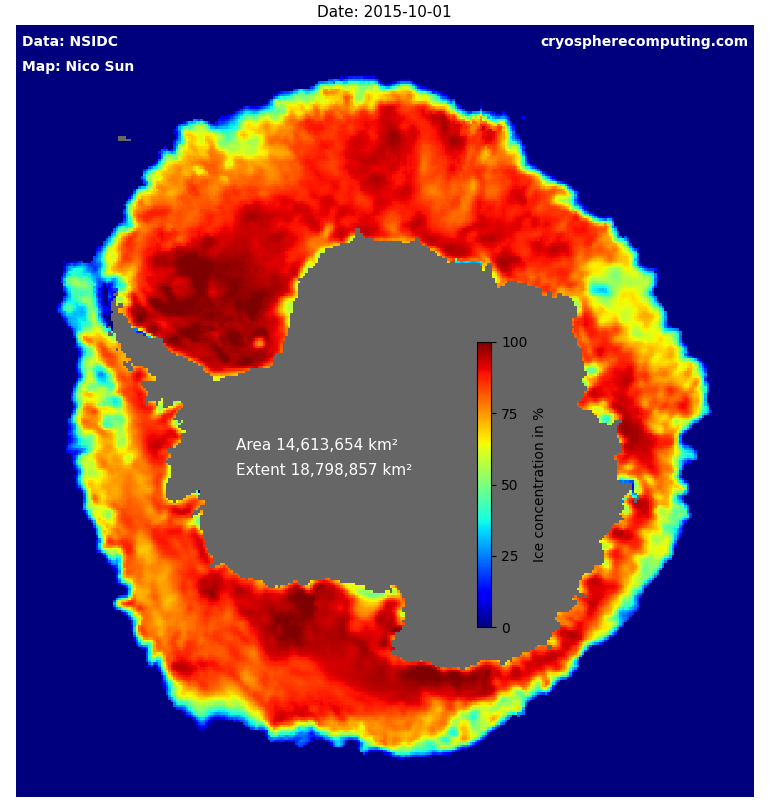 Date: 2015-10-01
Data: NSIDC
cryospherecomputing.com
Map: Nico Sun
100
75
50
25
0
Ice concentration in %
Area 14,613,654 km²
Extent 18,798,857 km²